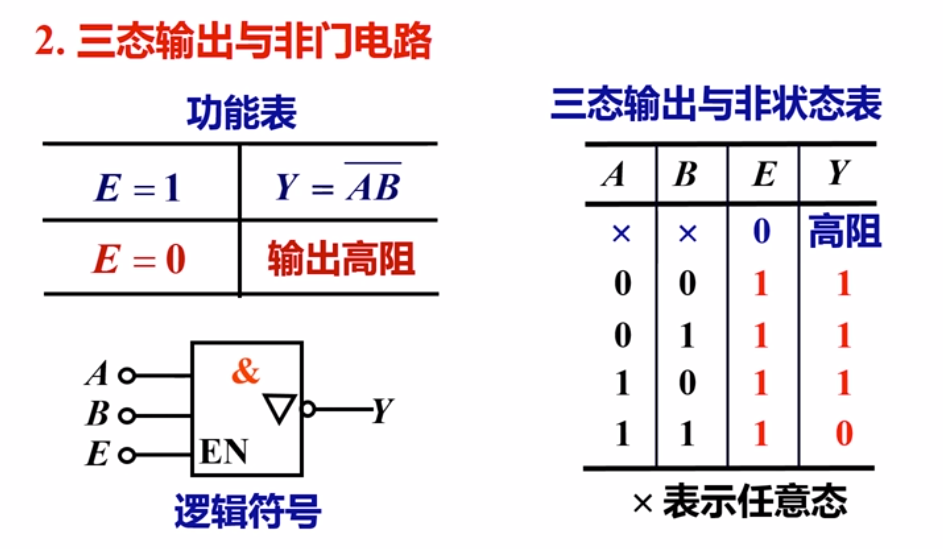 2. 三态输出与非门电路
功能表
E = 1 Y = \overline{AB}
E = 0 输出高阻
A
B
E
&
▽
EN
Y
逻辑符号
三态输出与非状态表
A B E Y
× × 0 高阻
0 0 1 1
0 1 1 1
1 0 1 1
1 1 1 0
× 表示任意态